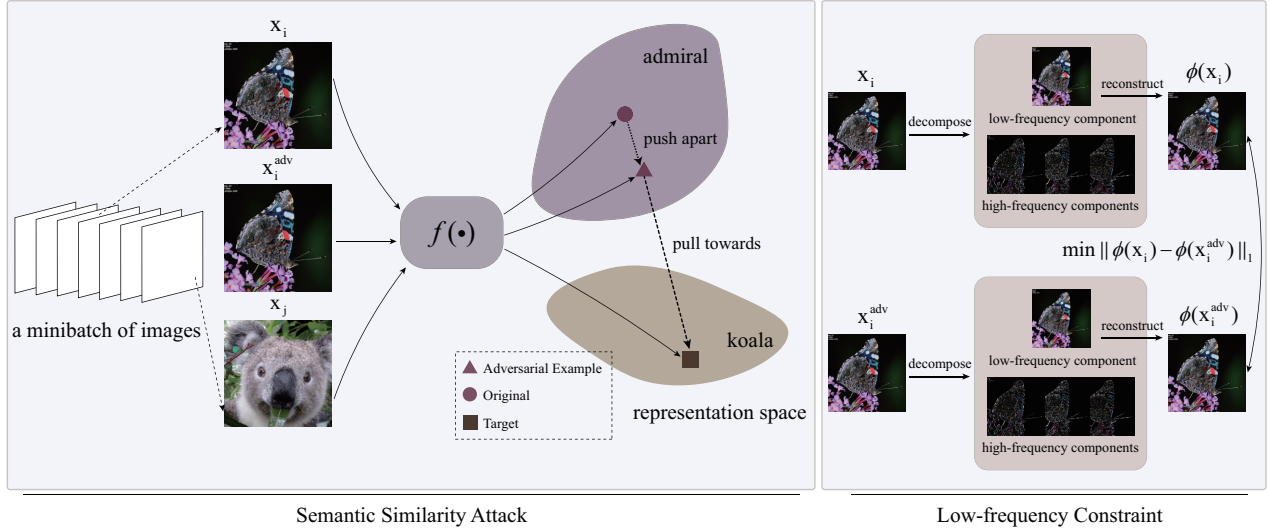 x_i
x_i^adv
x_j
a minibatch of images
f(•)
admiral
push apart
pull towards
koala
representation space
Adversarial Example
Original
Target
Semantic Similarity Attack
x_i
decompose
low-frequency component
high-frequency components
reconstruct
ϕ(x_i)
min || ϕ(x_i) − ϕ(x_i^adv) ||_1
x_i^adv
decompose
low-frequency component
high-frequency components
reconstruct
ϕ(x_i^adv)
Low-frequency Constraint